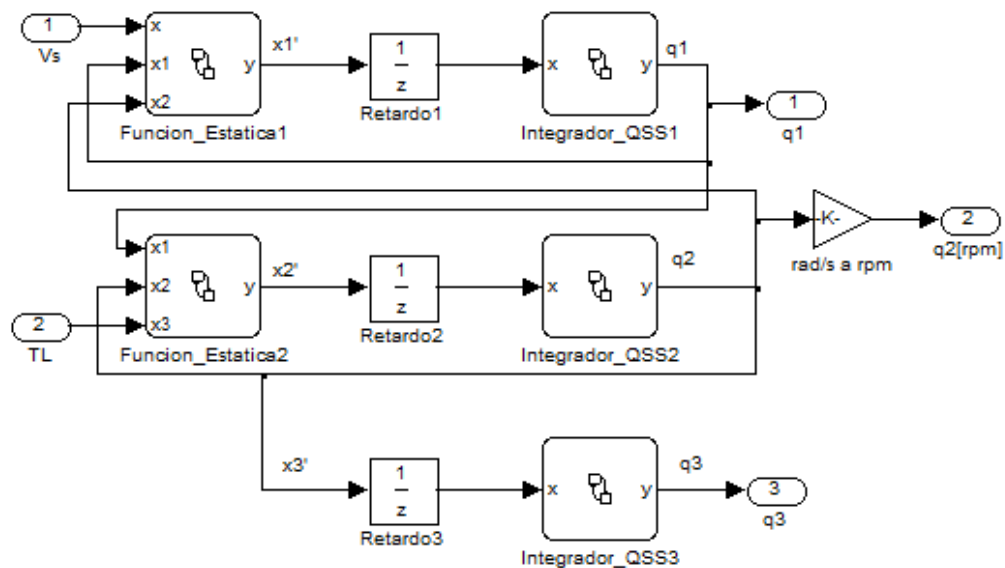 1
Vs
x
x1
x2
y
Funcion_Estatica1
x1'
1
z
Retardo1
x
y
Integrador_QSS1
q1
1
q1
x1
x2
x3
y
Funcion_Estatica2
2
TL
x2'
1
z
Retardo2
x
y
Integrador_QSS2
q2
-K-
rad/s a rpm
2
q2[rpm]
x3'
1
z
Retardo3
x
y
Integrador_QSS3
q3
3
q3